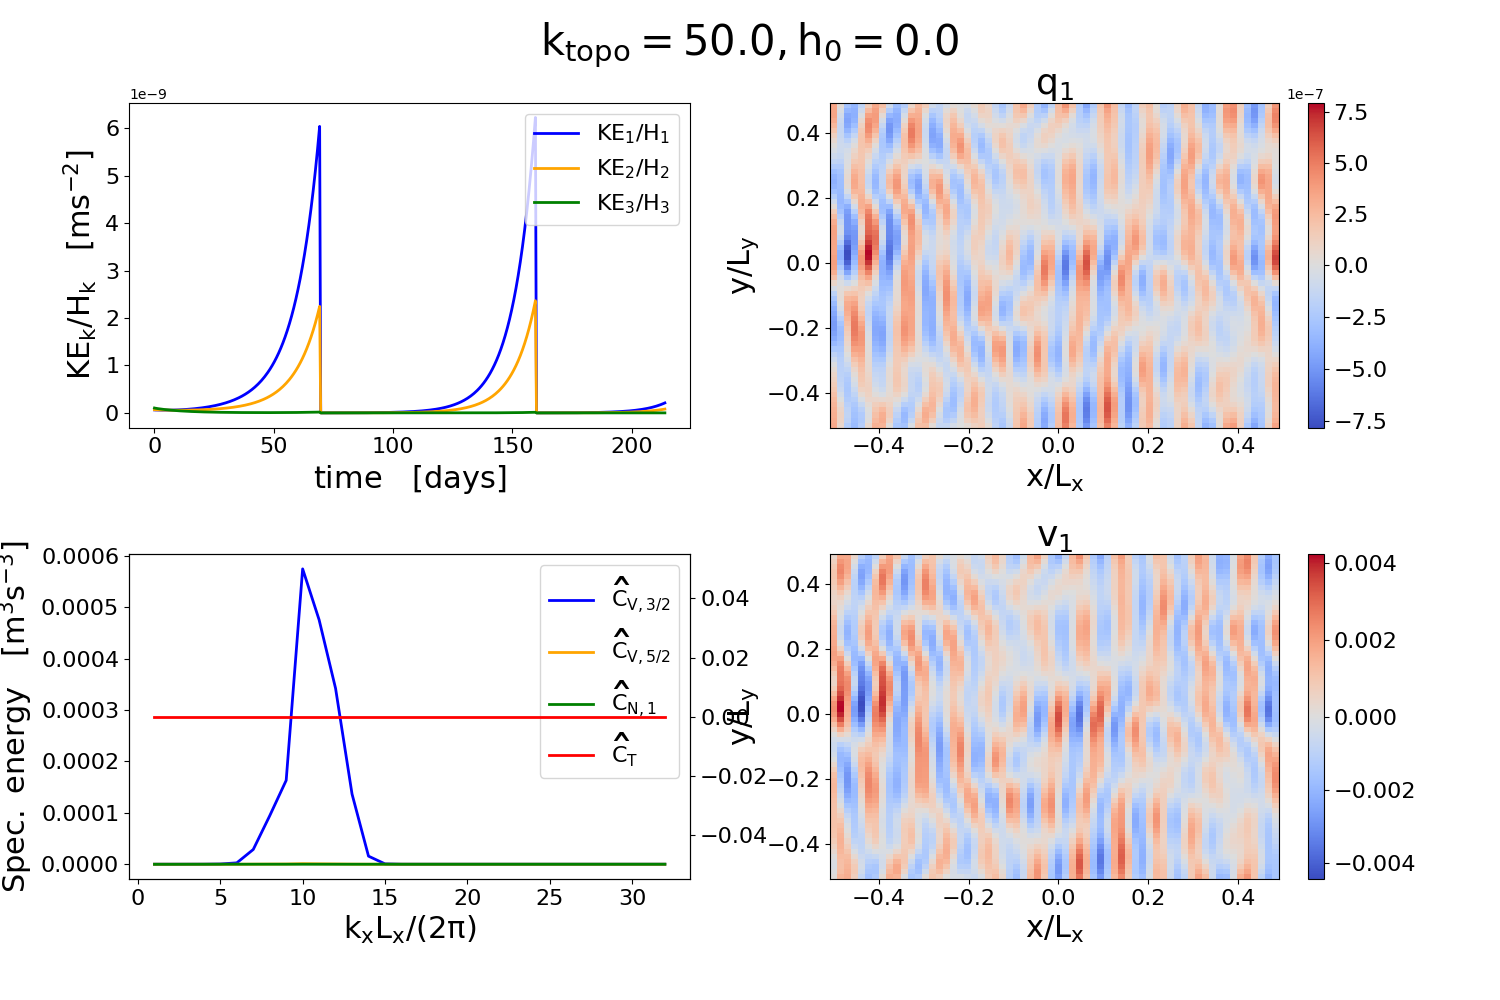 k_topo = 50.0, h_0 = 0.0
1e−9
KE_k/H_k [ms^−2]
6
5
4
3
2
1
0
0 50 100 150 200
time [days]
KE_1/H_1
KE_2/H_2
KE_3/H_3
q_1
1e−7
y/L_y
0.4
0.2
0.0
−0.2
−0.4
−0.4 −0.2 0.0 0.2 0.4
x/L_x
7.5
5.0
2.5
0.0
−2.5
−5.0
−7.5
Spec. energy [m^3s^−3]
0.0006
0.0005
0.0004
0.0003
0.0002
0.0001
0.0000
0 5 10 15 20 25 30
k_xL_x/(2π)
Ĉ_V,3/2
Ĉ_V,5/2
Ĉ_N,1
Ĉ_T
0.04
0.02
0.00
−0.02
−0.04
v_1
y/L_y
0.4
0.2
0.0
−0.2
−0.4
−0.4 −0.2 0.0 0.2 0.4
x/L_x
0.004
0.002
0.000
−0.002
−0.004